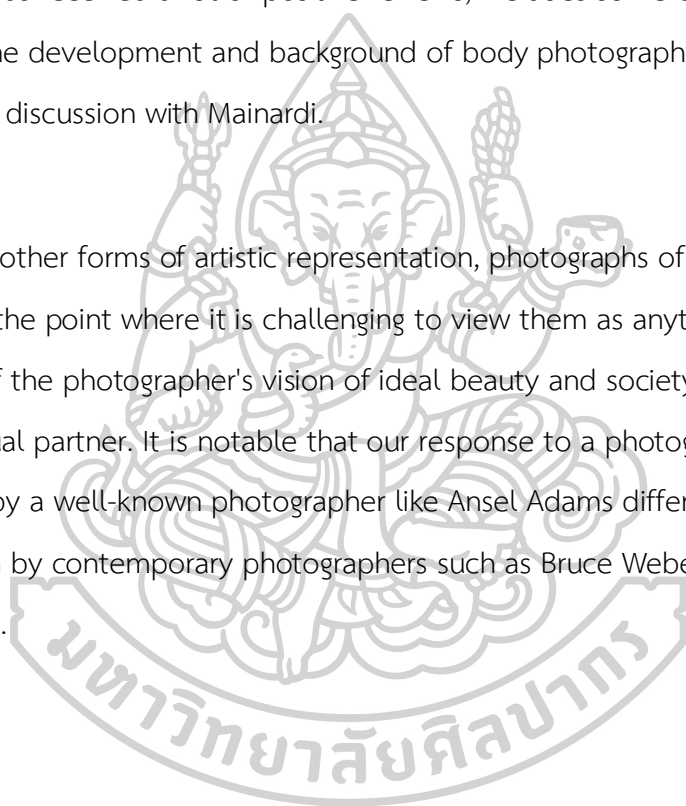 he development and background of body photograph
discussion with Mainardi.
other forms of artistic representation, photographs of
the point where it is challenging to view them as anyt
f the photographer's vision of ideal beauty and society
ual partner. It is notable that our response to a photog
by a well-known photographer like Ansel Adams differ
by contemporary photographers such as Bruce Webe
.
มหาวิทยาลัยศิลปากร